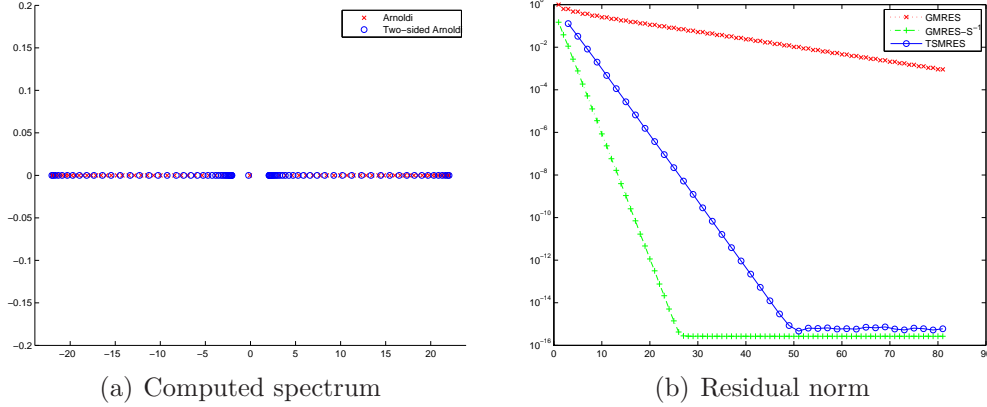 0.2
0.15
0.1
0.05
0
−0.05
−0.1
−0.15
−0.2
−20 −15 −10 −5 0 5 10 15 20
Arnoldi
Two−sided Arnoldi
(a) Computed spectrum
10^0
10^−2
10^−4
10^−6
10^−8
10^−10
10^−12
10^−14
10^−16
0 10 20 30 40 50 60 70 80 90
GMRES
GMRES−S^−1
TSMRES
(b) Residual norm